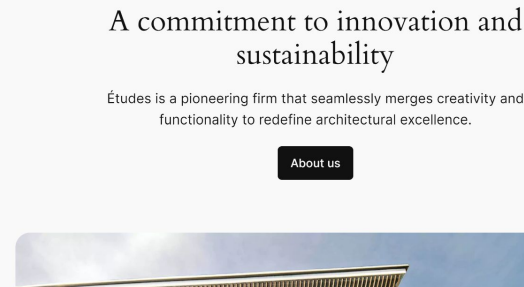 A commitment to innovation and
sustainability
Études is a pioneering firm that seamlessly merges creativity and
functionality to redefine architectural excellence.
About us